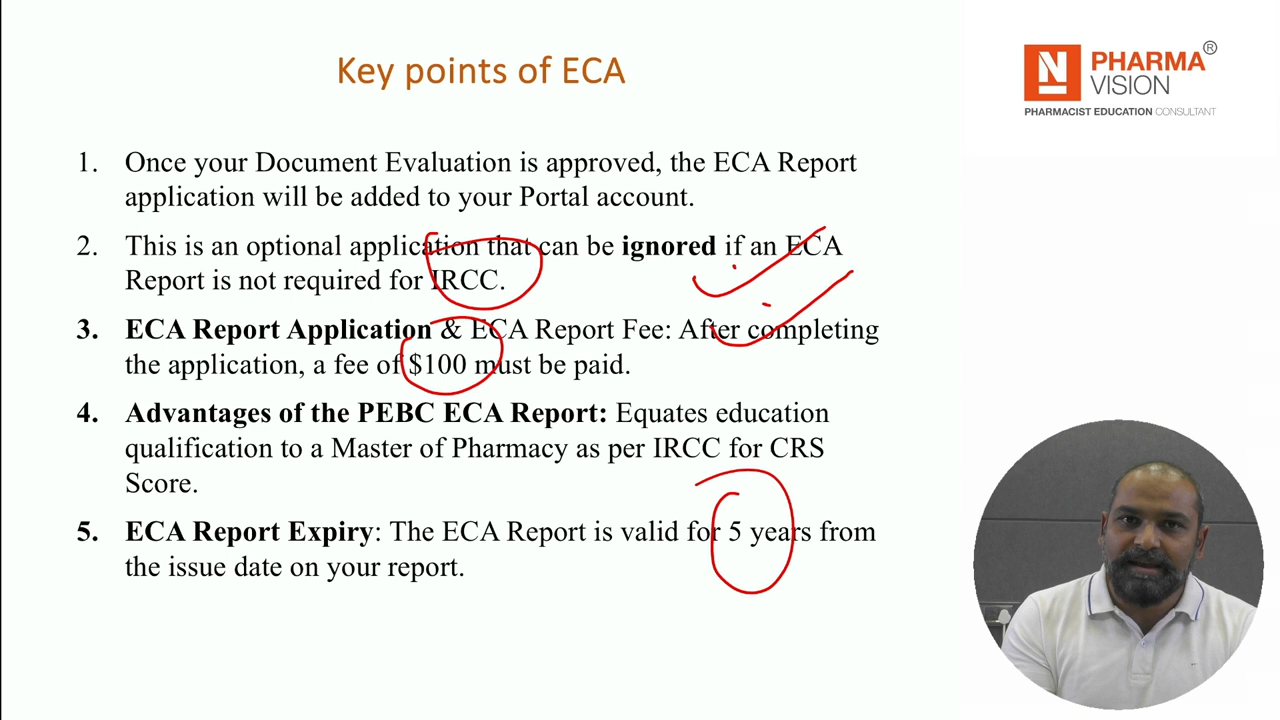 Key points of ECA
N PHARMA ®
VISION
PHARMACIST EDUCATION CONSULTANT
1. Once your Document Evaluation is approved, the ECA Report
application will be added to your Portal account.
2. This is an optional application that can be ignored if an ECA
Report is not required for IRCC.
3. ECA Report Application & ECA Report Fee: After completing
the application, a fee of $100 must be paid.
4. Advantages of the PEBC ECA Report: Equates education
qualification to a Master of Pharmacy as per IRCC for CRS
Score.
5. ECA Report Expiry: The ECA Report is valid for 5 years from
the issue date on your report.